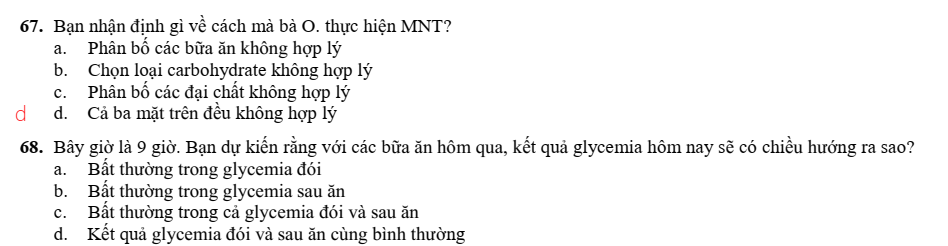 67. Bạn nhận định gì về cách mà bà O. thực hiện MNT?
a. Phân bố các bữa ăn không hợp lý
b. Chọn loại carbohydrate không hợp lý
c. Phân bố các đại chất không hợp lý
d d. Cả ba mặt trên đều không hợp lý
68. Bây giờ là 9 giờ. Bạn dự kiến rằng với các bữa ăn hôm qua, kết quả glycemia hôm nay sẽ có chiều hướng ra sao?
a. Bất thường trong glycemia đói
b. Bất thường trong glycemia sau ăn
c. Bất thường trong cả glycemia đói và sau ăn
d. Kết quả glycemia đói và sau ăn cùng bình thường